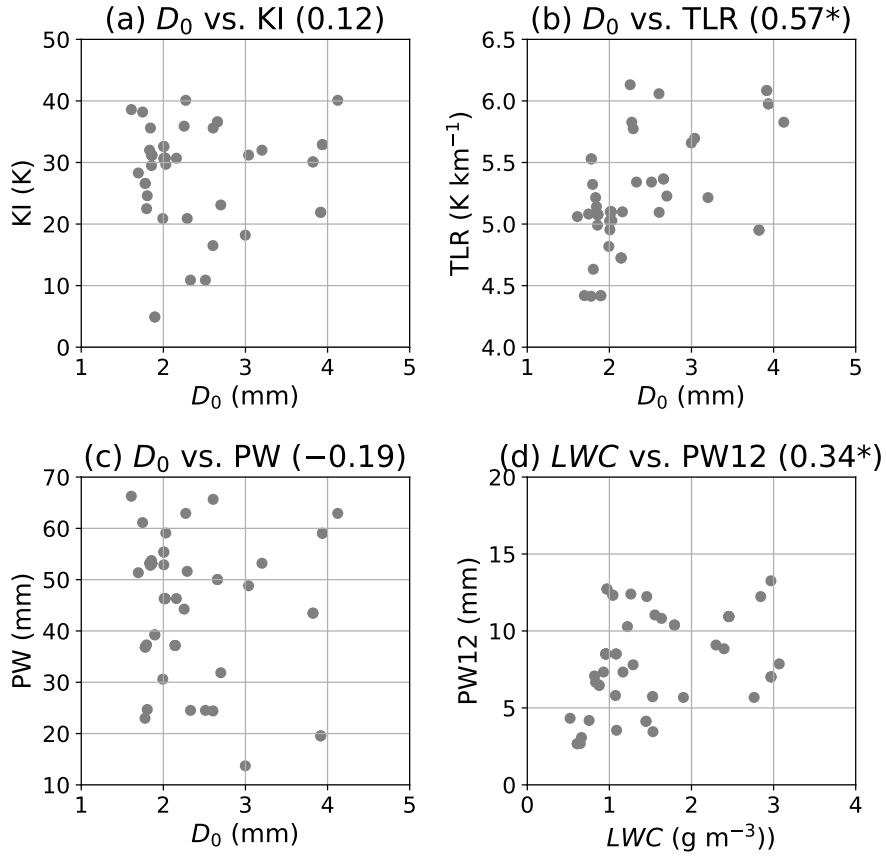 (a) D₀ vs. KI (0.12)
50
40
30
20
10
0
KI (K)
1 2 3 4 5
D₀ (mm)
(b) D₀ vs. TLR (0.57*)
6.5
6.0
5.5
5.0
4.5
4.0
TLR (K km⁻¹)
1 2 3 4 5
D₀ (mm)
(c) D₀ vs. PW (−0.19)
70
60
50
40
30
20
10
PW (mm)
1 2 3 4 5
D₀ (mm)
(d) LWC vs. PW12 (0.34*)
20
15
10
5
0
PW12 (mm)
0 1 2 3 4
LWC (g m⁻³))